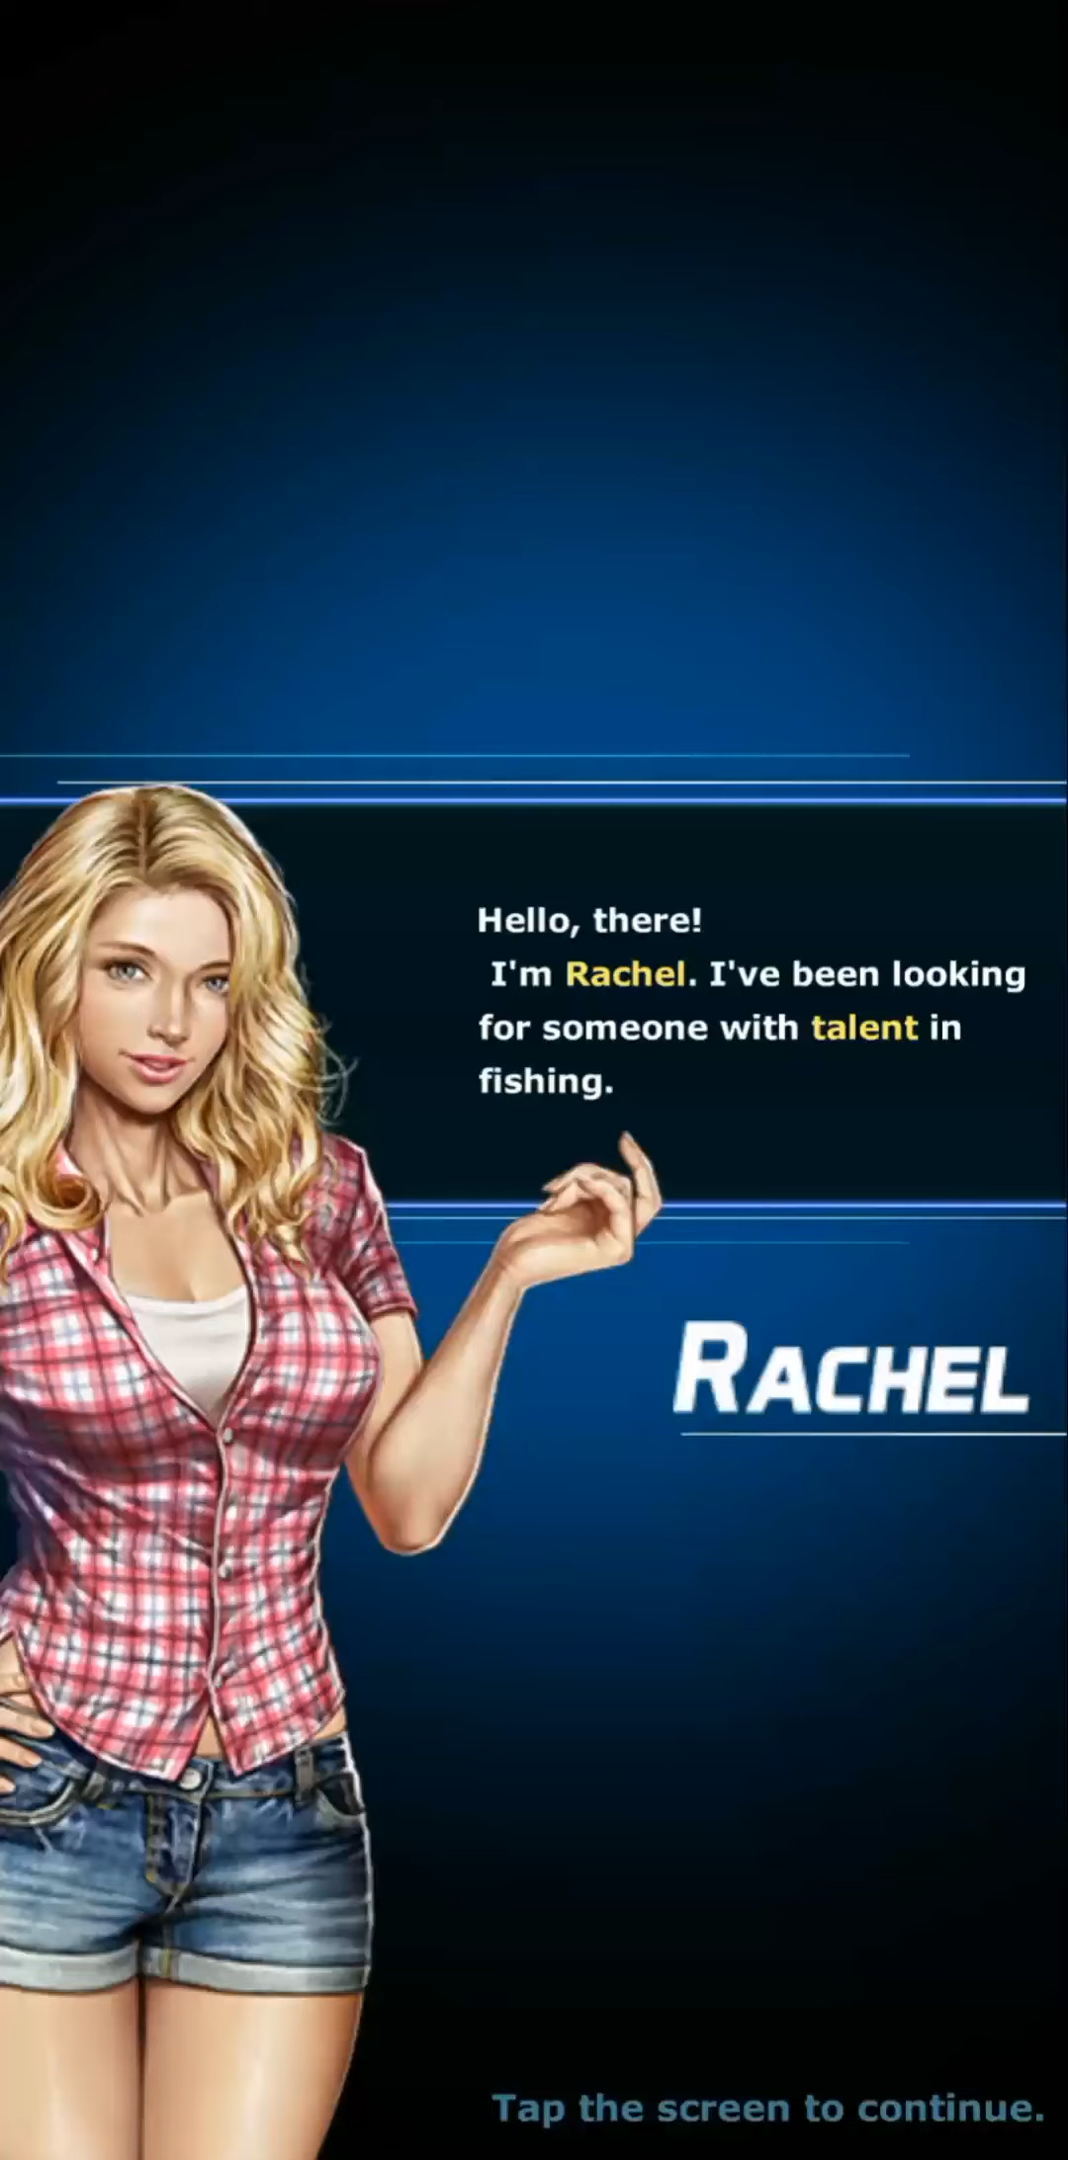 Hello, there!
I'm Rachel. I've been looking
for someone with talent in
fishing.
RACHEL
Tap the screen to continue.